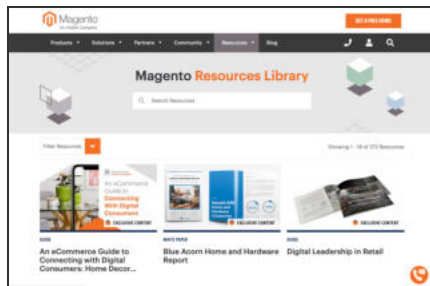 Magento
An Adobe Company
GET A FREE DEMO
Products Solutions Partners Community Resources Blog
Magento Resources Library
Search Resources
Filter Resources
Showing 1 - 18 of 272 Resources
An eCommerce Guide to
Connecting With Digital Consumers
EXCLUSIVE CONTENT
EXCLUSIVE CONTENT
EXCLUSIVE CONTENT
GUIDE
WHITE PAPER
GUIDE
An eCommerce Guide to
Connecting with Digital
Consumers: Home Decor...
Blue Acorn Home and Hardware
Report
Digital Leadership in Retail